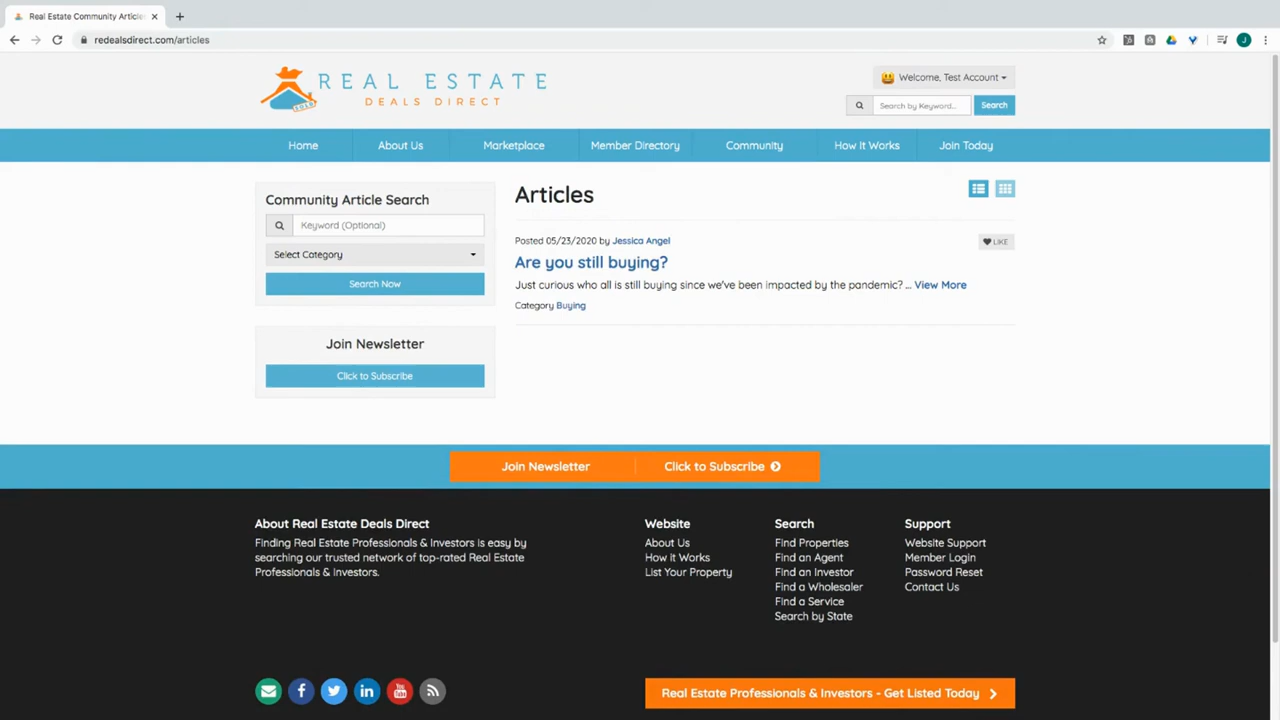 Real Estate Community Article
redealsdirect.com/articles
J
REAL ESTATE
DEALS DIRECT
Welcome, Test Account
Search by Keyword...
Search
Home
About Us
Marketplace
Member Directory
Community
How It Works
Join Today
Community Article Search
Keyword (Optional)
Select Category
Search Now
Join Newsletter
Click to Subscribe
Articles
Posted 05/23/2020 by Jessica Angel
LIKE
Are you still buying?
Just curious who all is still buying since we've been impacted by the pandemic? ... View More
Category Buying
Join Newsletter
Click to Subscribe
About Real Estate Deals Direct
Finding Real Estate Professionals & Investors is easy by
searching our trusted network of top-rated Real Estate
Professionals & Investors.
Website
About Us
How it Works
List Your Property
Search
Find Properties
Find an Agent
Find an Investor
Find a Wholesaler
Find a Service
Search by State
Support
Website Support
Member Login
Password Reset
Contact Us
Real Estate Professionals & Investors - Get Listed Today